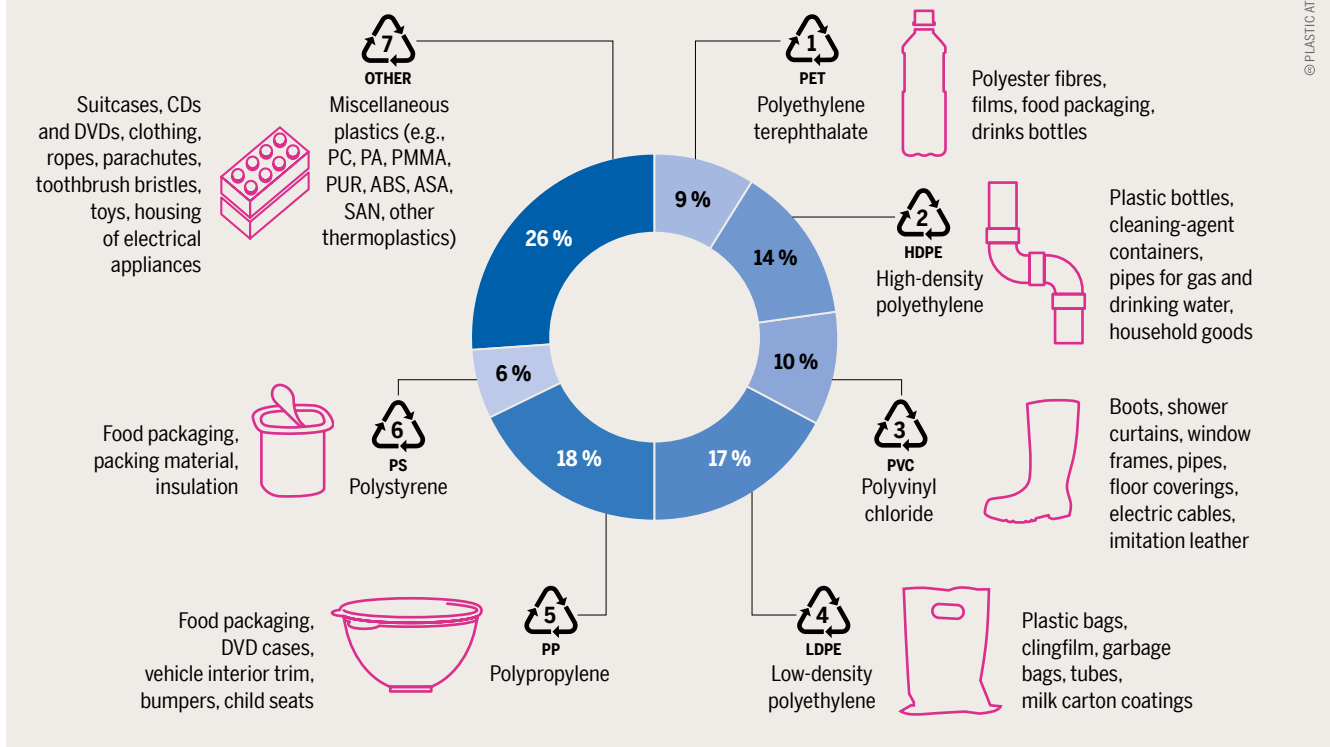 7
OTHER
Miscellaneous
plastics (e.g.,
PC, PA, PMMA,
PUR, ABS, ASA,
SAN, other
thermoplastics)
Suitcases, CDs
and DVDs, clothing,
ropes, parachutes,
toothbrush bristles,
toys, housing
of electrical
appliances
26 %
1
PET
Polyethylene
terephthalate
Polyester fibres,
films, food packaging,
drinks bottles
9 %
2
HDPE
High-density
polyethylene
Plastic bottles,
cleaning-agent
containers,
pipes for gas and
drinking water,
household goods
14 %
3
PVC
Polyvinyl
chloride
Boots, shower
curtains, window
frames, pipes,
floor coverings,
electric cables,
imitation leather
10 %
4
LDPE
Low-density
polyethylene
Plastic bags,
clingfilm, garbage
bags, tubes,
milk carton coatings
17 %
5
PP
Polypropylene
Food packaging,
DVD cases,
vehicle interior trim,
bumpers, child seats
18 %
6
PS
Polystyrene
Food packaging,
packing material,
insulation
6 %
PLASTIC